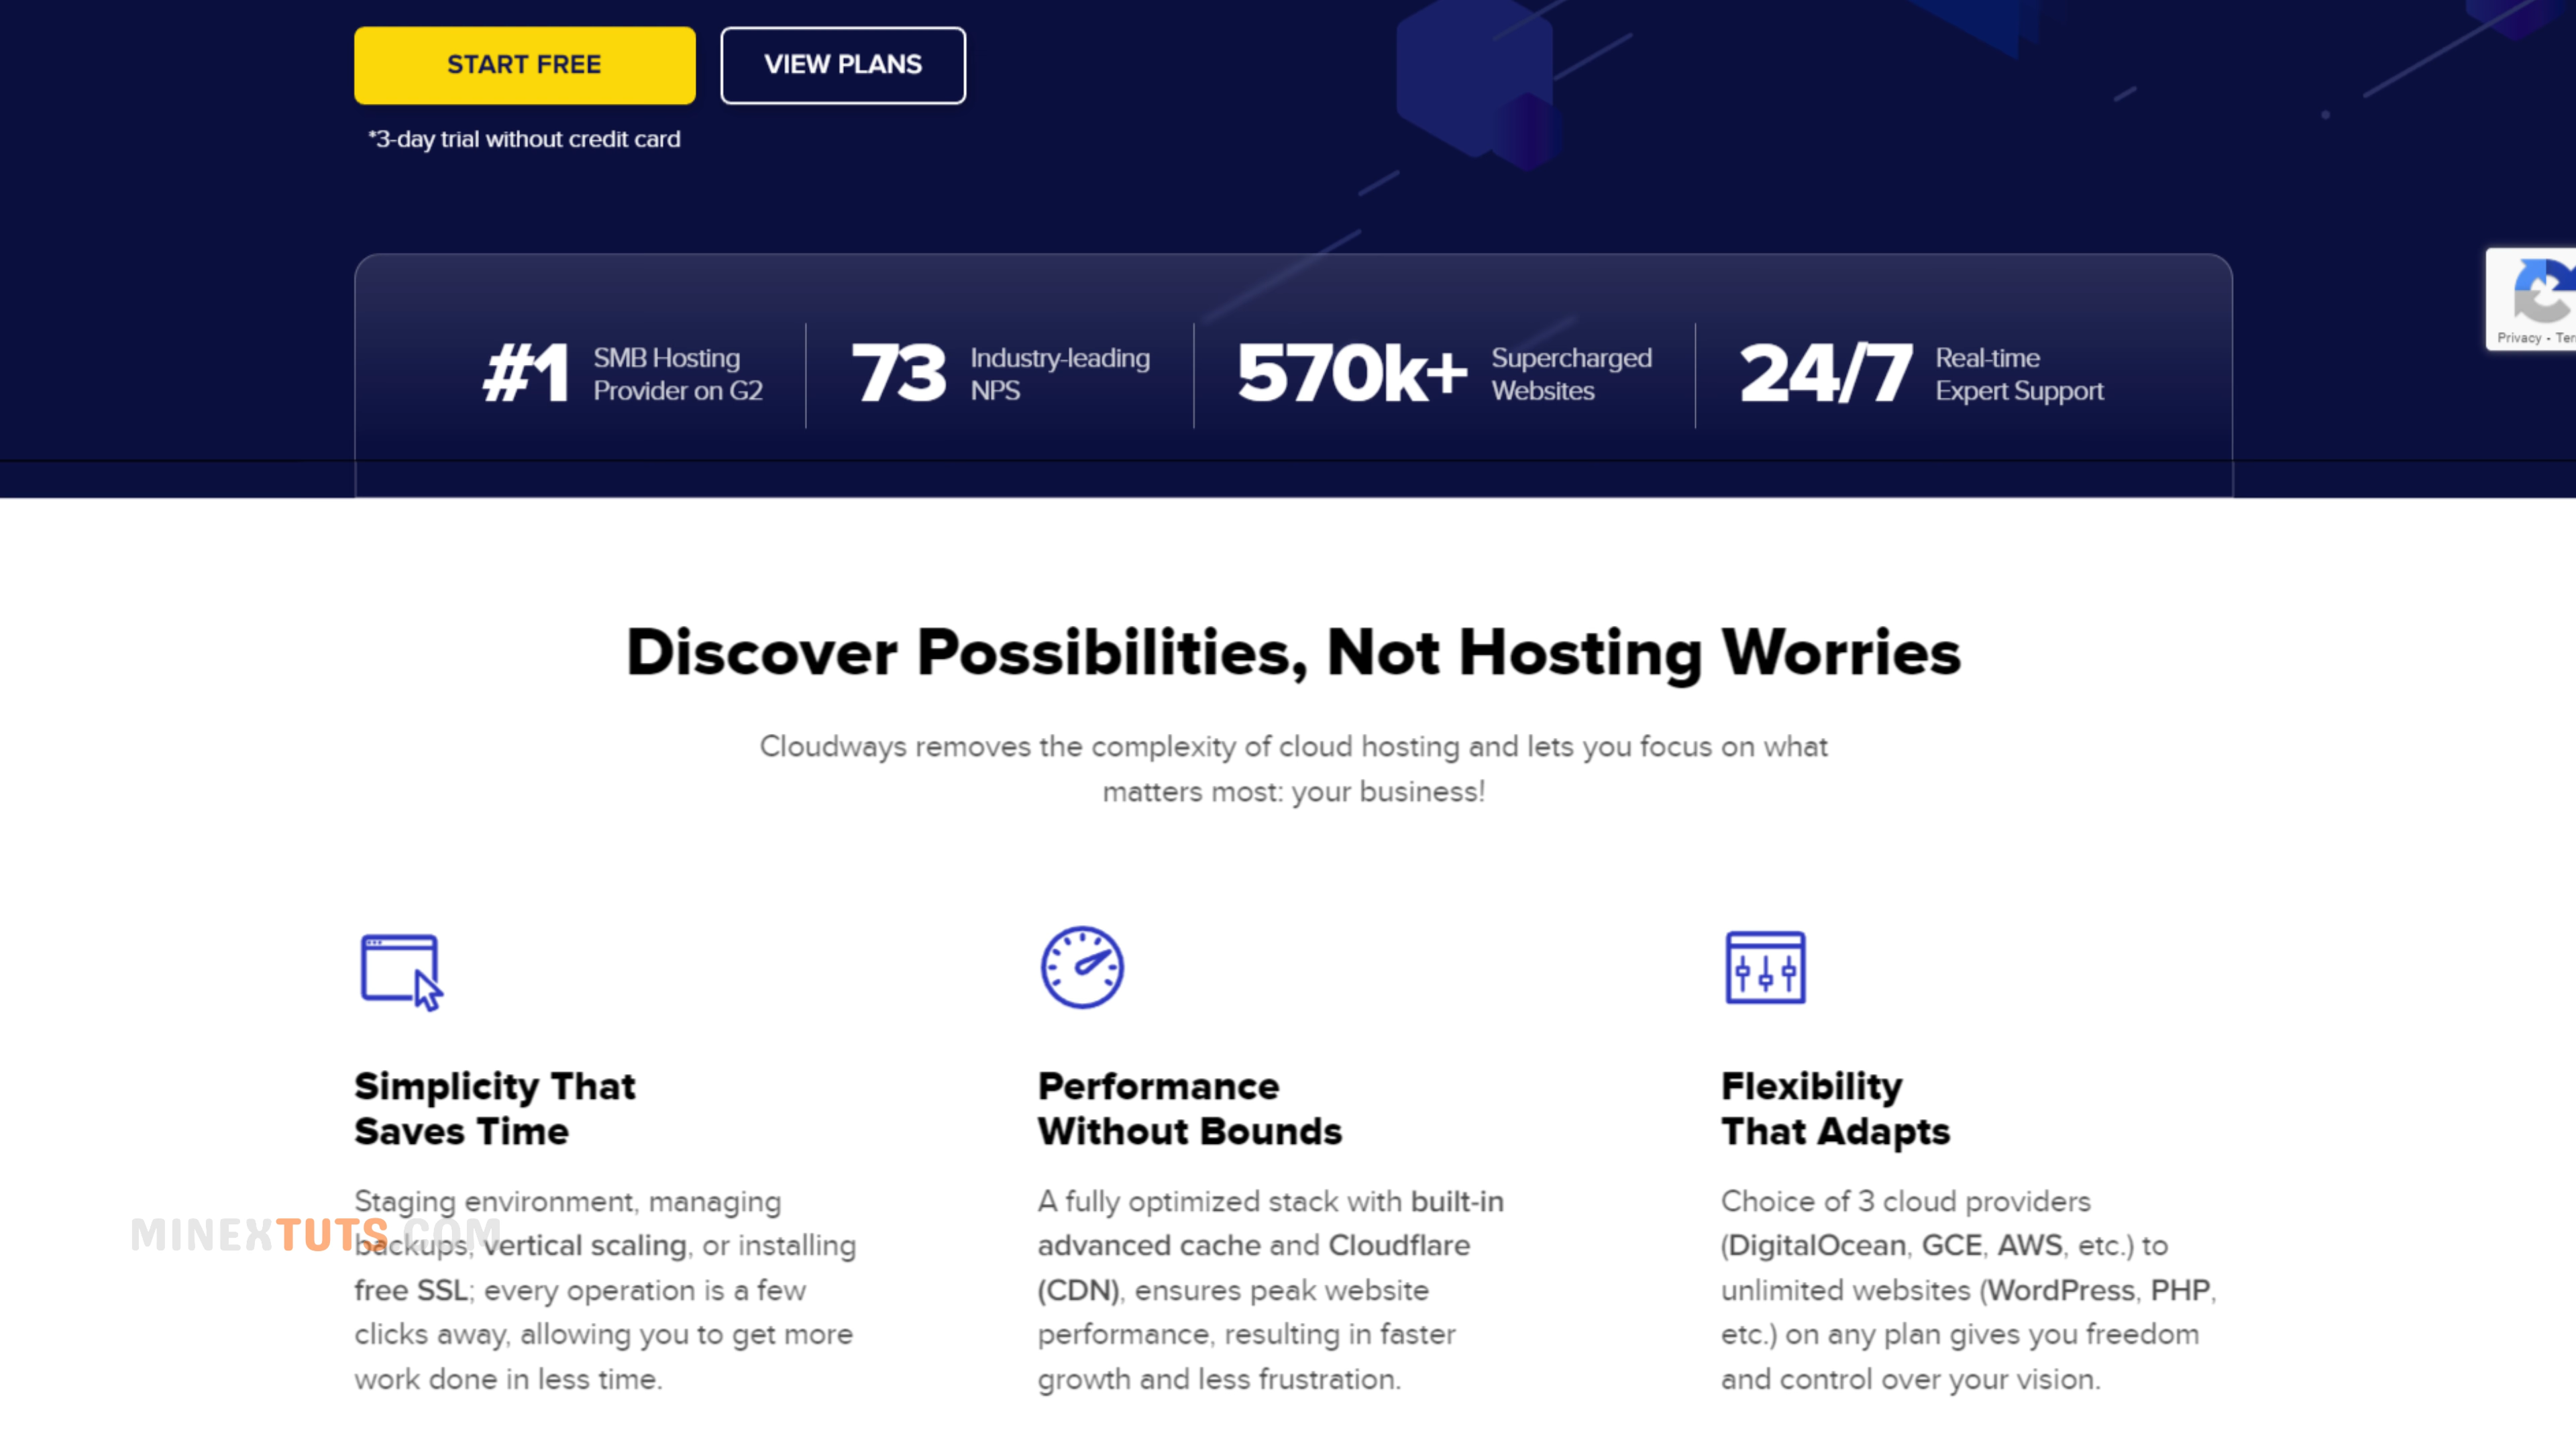 START FREE
VIEW PLANS
*3-day trial without credit card
#1
SMB Hosting
Provider on G2
73
Industry-leading
NPS
570k+
Supercharged
Websites
24/7
Real-time
Expert Support
Privacy -
Discover Possibilities, Not Hosting Worries
Cloudways removes the complexity of cloud hosting and lets you focus on what
matters most: your business!
Simplicity That
Saves Time
Staging environment, managing
backups, vertical scaling, or installing
free SSL; every operation is a few
clicks away, allowing you to get more
work done in less time.
MINEXTUTS.COM
Performance
Without Bounds
A fully optimized stack with built-in
advanced cache and Cloudflare
(CDN), ensures peak website
performance, resulting in faster
growth and less frustration.
Flexibility
That Adapts
Choice of 3 cloud providers
(DigitalOcean, GCE, AWS, etc.) to
unlimited websites (WordPress, PHP,
etc.) on any plan gives you freedom
and control over your vision.